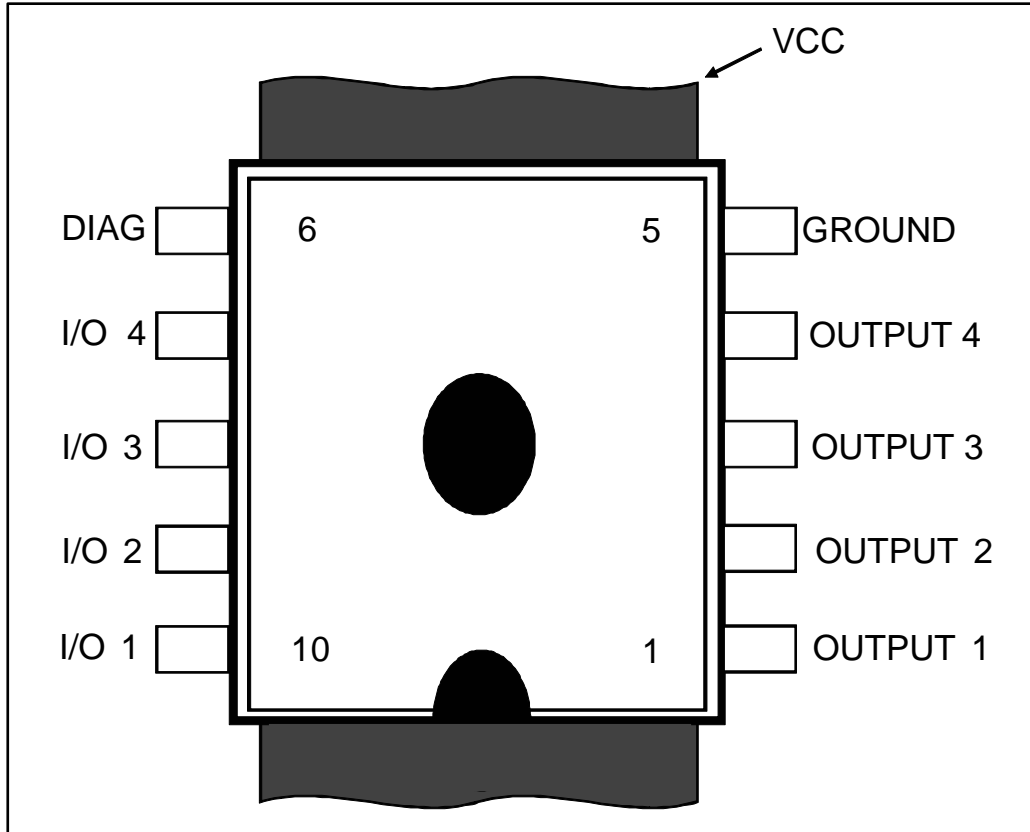 VCC
DIAG 6 5 GROUND
I/O 4 OUTPUT 4
I/O 3 OUTPUT 3
I/O 2 OUTPUT 2
I/O 1 10 1 OUTPUT 1